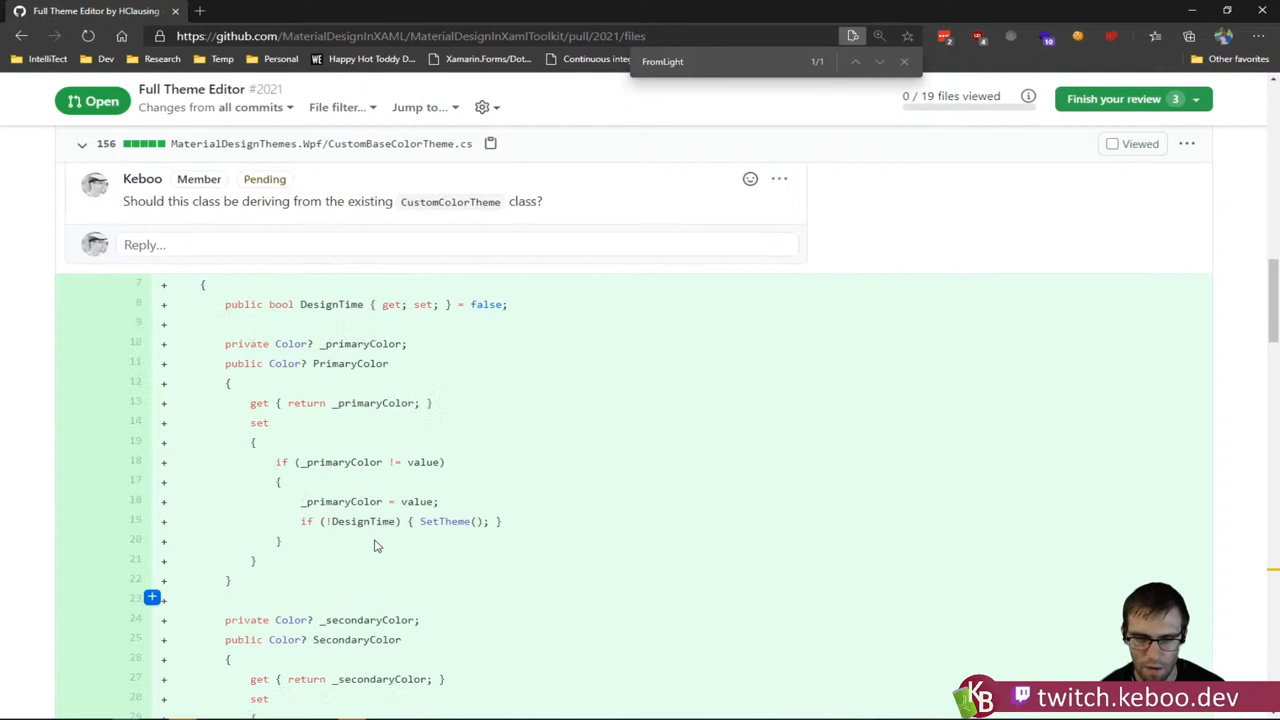 Full Theme Editor by HClausing
https://github.com/MaterialDesignInXAML/MaterialDesignInXamlToolkit/pull/2021/files
IntelliTect
Dev
Research
Temp
Personal
Happy Hot Toddy D...
Xamarin.Forms/Dot...
Continuous integ
Other favorites
FromLight
1/1
Open
Full Theme Editor #2021
Changes from all commits
File filter...
Jump to...
0 / 19 files viewed
Finish your review 3
156 MaterialDesignThemes.Wpf/CustomBaseColorTheme.cs
Viewed
Keboo Member Pending
Should this class be deriving from the existing CustomColorTheme class?
Reply...
7 + {
8 + public bool DesignTime { get; set; } = false;
9 +
10 + private Color? _primaryColor;
11 + public Color? PrimaryColor
12 + {
13 + get { return _primaryColor; }
14 + set
+ {
+ if (_primaryColor != value)
+ {
18 + _primaryColor = value;
19 + if (!DesignTime) { SetTheme(); }
20 + }
21 + }
22 + }
23 +
24 + private Color? _secondaryColor;
25 + public Color? SecondaryColor
+ {
27 + get { return _secondaryColor; }
+ set
KB twitch.keboo.dev